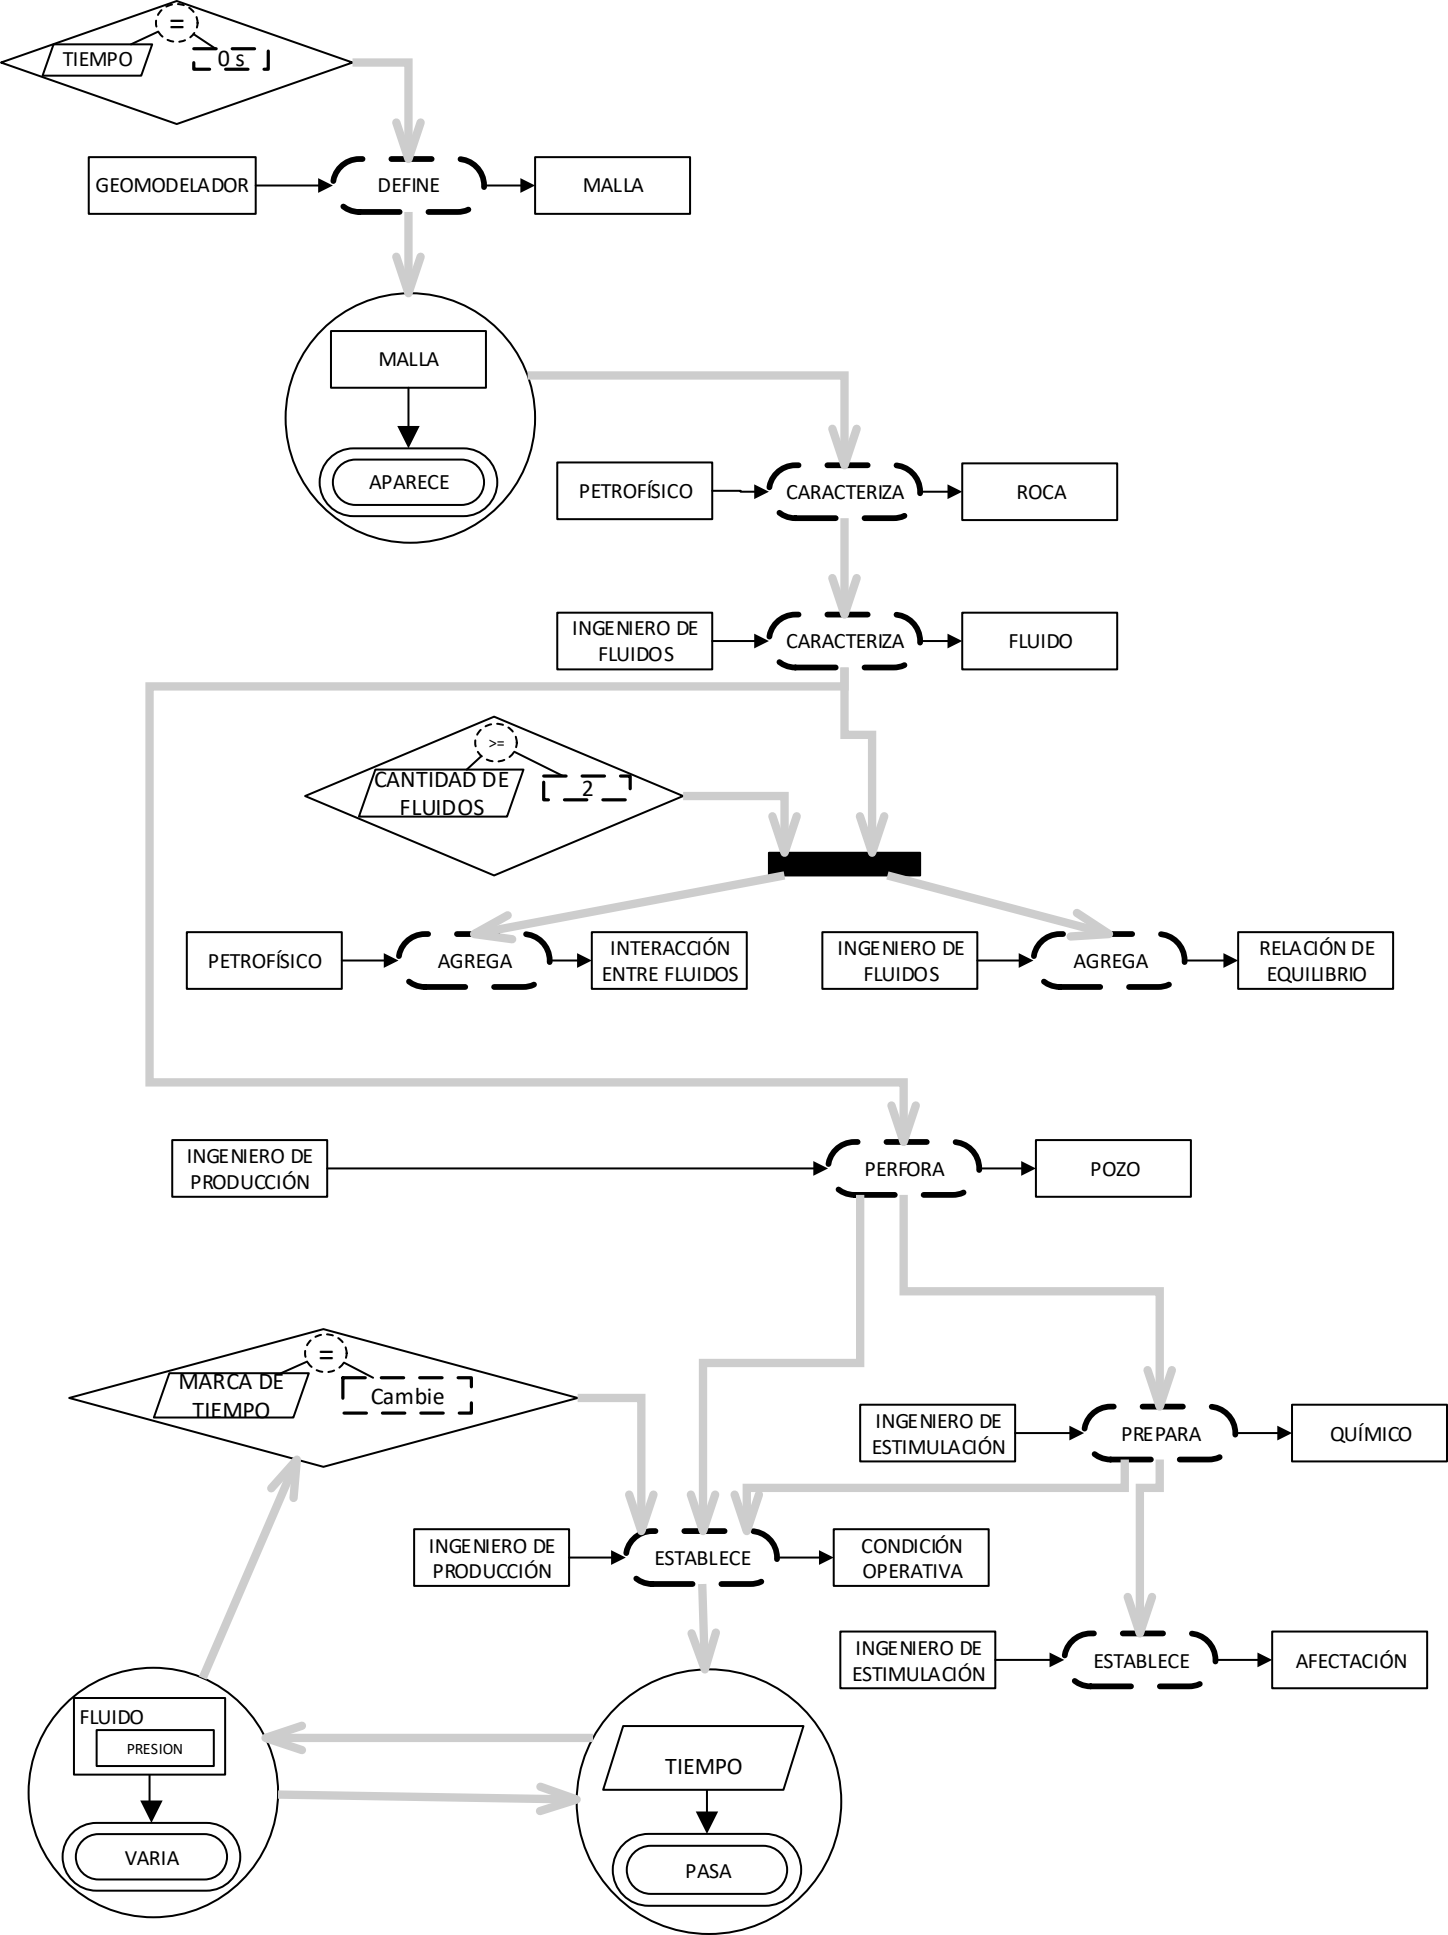 =
TIEMPO
0 s
GEOMODELADOR
DEFINE
MALLA
MALLA
APARECE
PETROFÍSICO
CARACTERIZA
ROCA
INGENIERO DE
FLUIDOS
CARACTERIZA
FLUIDO
>=
CANTIDAD DE
FLUIDOS
2
PETROFÍSICO
AGREGA
INTERACCIÓN
ENTRE FLUIDOS
INGENIERO DE
FLUIDOS
AGREGA
RELACIÓN DE
EQUILIBRIO
INGENIERO DE
PRODUCCIÓN
PERFORA
POZO
=
MARCA DE
TIEMPO
Cambie
INGENIERO DE
ESTIMULACIÓN
PREPARA
QUÍMICO
INGENIERO DE
PRODUCCIÓN
ESTABLECE
CONDICIÓN
OPERATIVA
INGENIERO DE
ESTIMULACIÓN
ESTABLECE
AFECTACIÓN
FLUIDO
PRESION
VARIA
TIEMPO
PASA